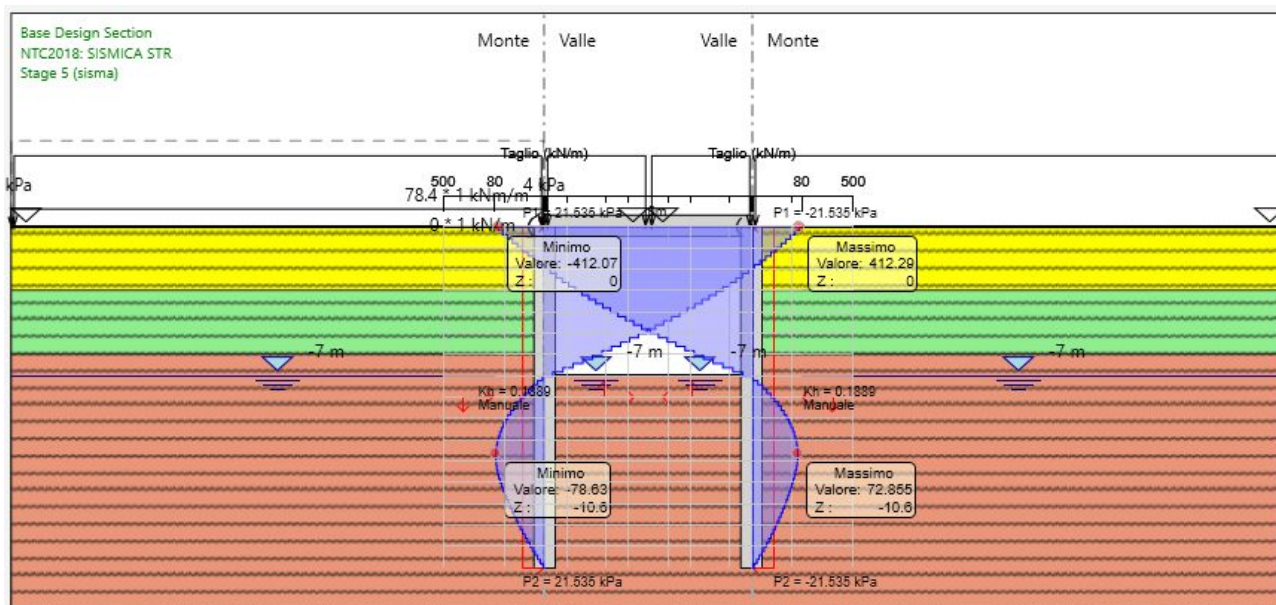 Base Design Section
NTC2018: SISMICA STR
Stage 5 (sisma)
Monte
Valle
Valle
Monte
Taglio (kN/m)
Taglio (kN/m)
kPa
500
80
4 kPa
80
500
78.4 * 1 kNm/m
P1 = 21.535 kPa
P1 = -21.535 kPa
0 * 1 kN/m
Minimo
Valore: -412.07
Z : 0
Massimo
Valore: 412.29
Z : 0
-7 m
-7 m
-7 m
-7 m
Kh = 0.1889
Manuale
Kh = 0.1889
Manuale
Minimo
Valore: -78.63
Z : -10.6
Massimo
Valore: 72.855
Z : -10.6
P2 = 21.535 kPa
P2 = -21.535 kPa